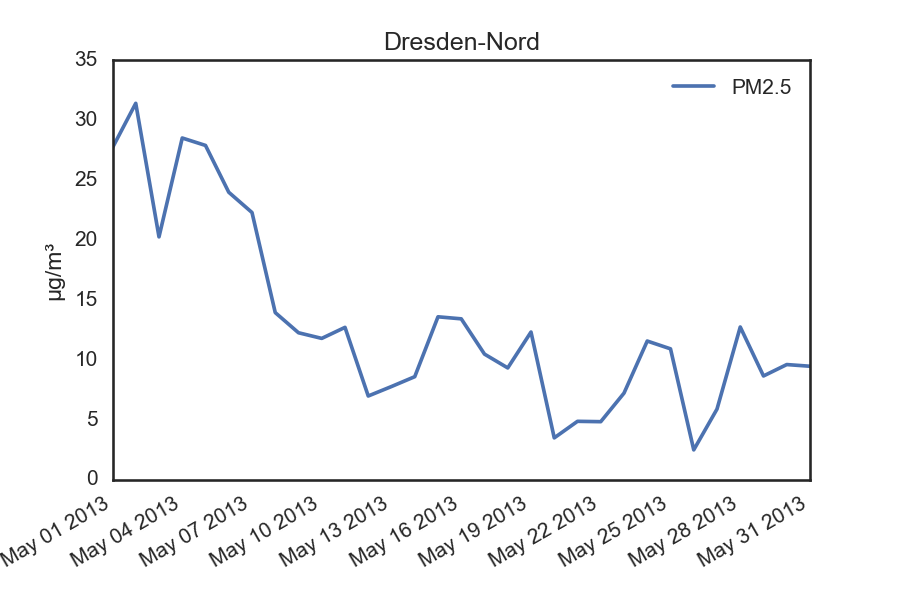 Dresden-Nord
35
30
25
20
15
10
5
0
µg/m³
PM2.5
May 01 2013
May 04 2013
May 07 2013
May 10 2013
May 13 2013
May 16 2013
May 19 2013
May 22 2013
May 25 2013
May 28 2013
May 31 2013